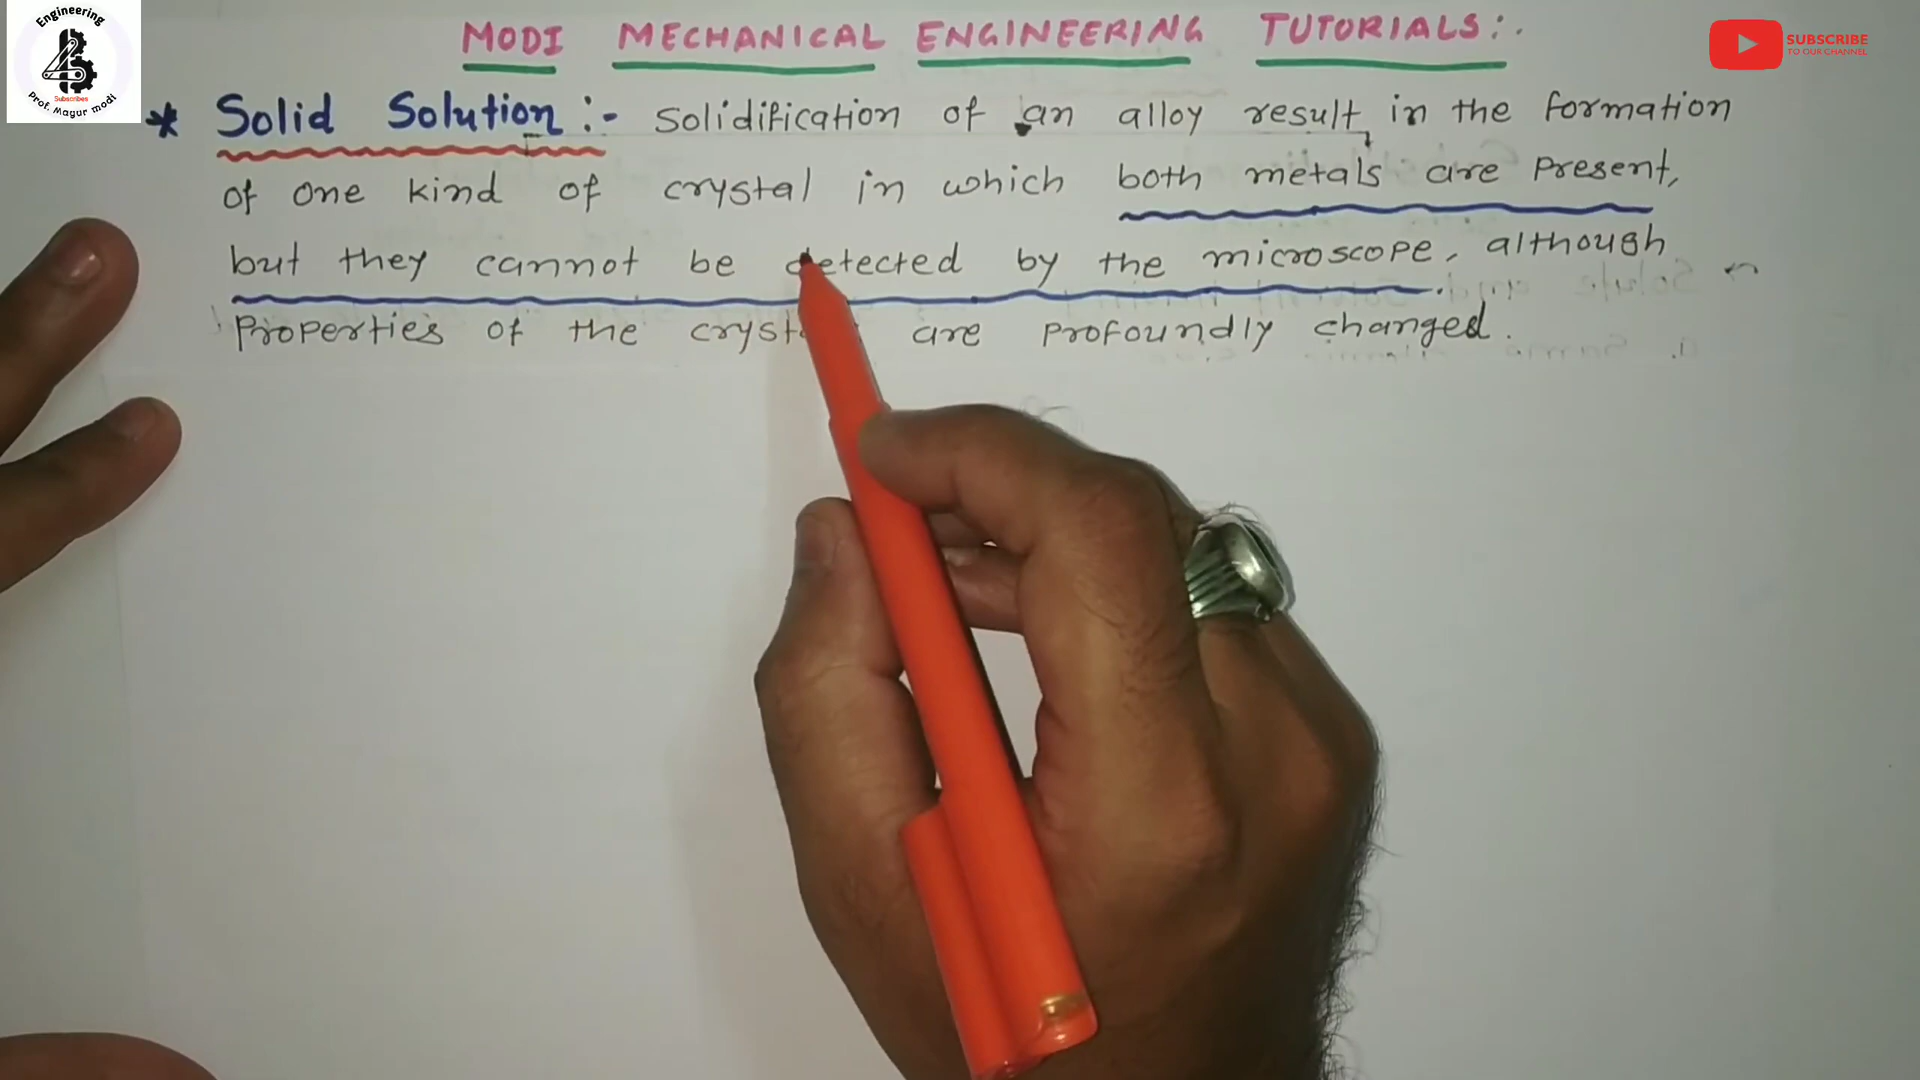 Engineering
Subscribes
Prof. Mayur modi
MODI MECHANICAL ENGINEERING TUTORIALS:.
SUBSCRIBE
TO OUR CHANNEL
* Solid Solution :- Solidification of an alloy result in the formation
of one kind of crystal in which both metals are present,
but they cannot be detected by the microscope, although
properties of the are profoundly changed.